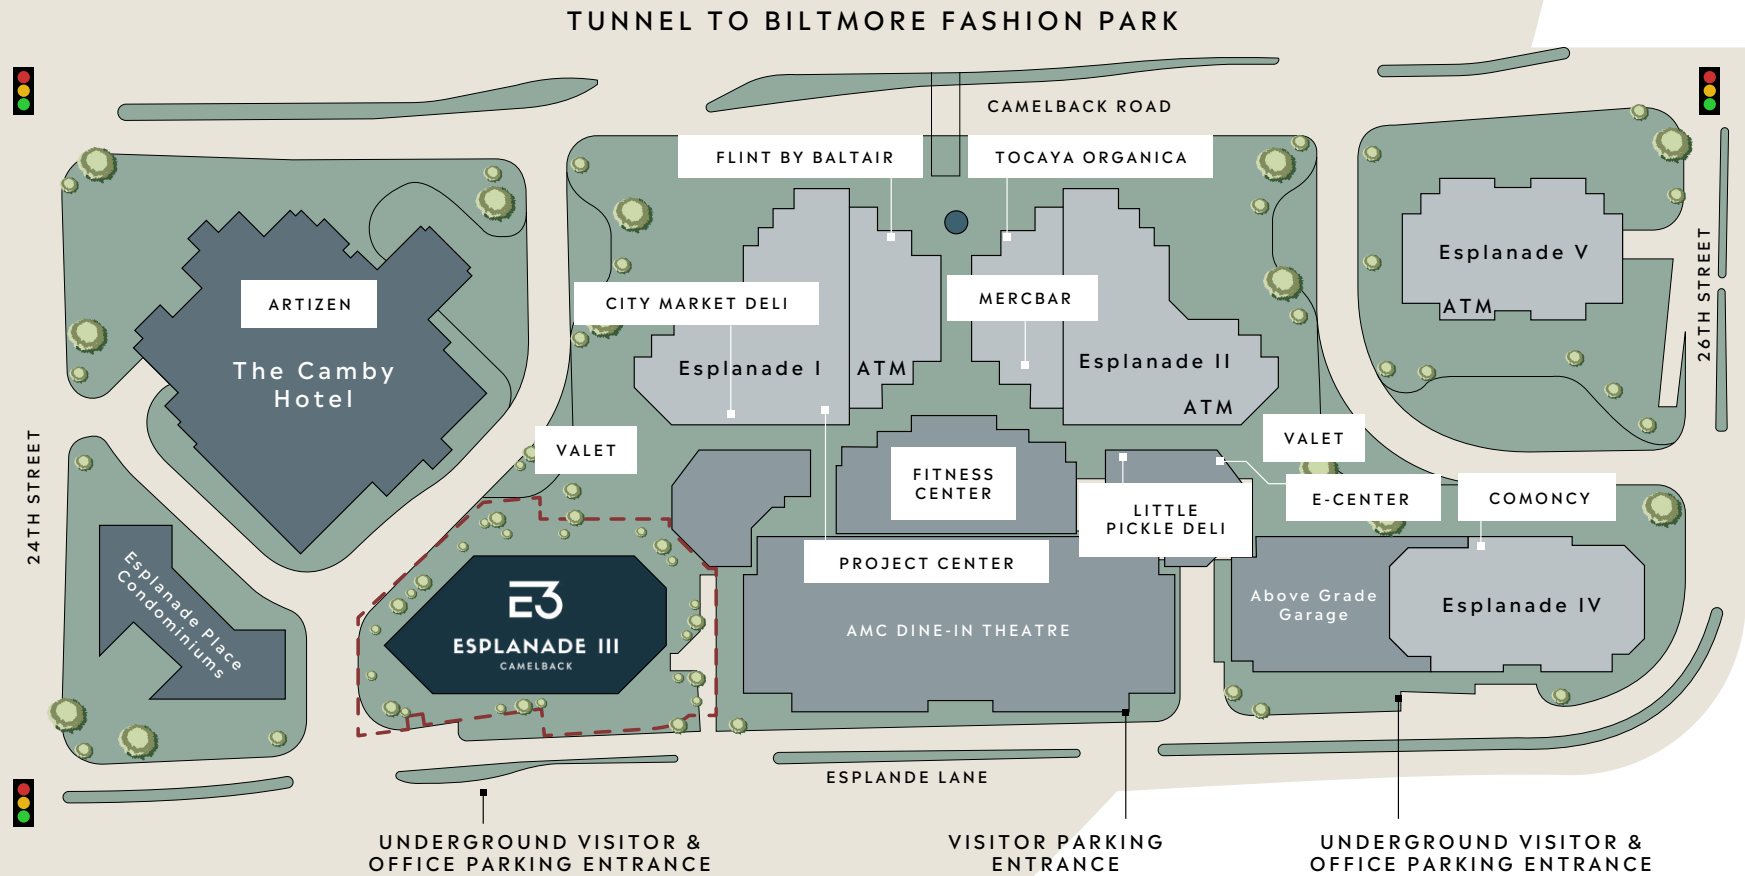 TUNNEL TO BILTMORE FASHION PARK
CAMELBACK ROAD
FLINT BY BALTAIR
TOCAYA ORGANICA
ARTIZEN
The Camby
Hotel
CITY MARKET DELI
MERCBAR
Esplanade I
ATM
Esplanade II
ATM
Esplanade V
ATM
26TH STREET
24TH STREET
VALET
VALET
FITNESS
CENTER
LITTLE
PICKLE DELI
E-CENTER
COMONCY
PROJECT CENTER
Esplanade Place
Condominiums
E3
ESPLANADE III
CAMELBACK
AMC DINE-IN THEATRE
Above Grade
Garage
Esplanade IV
ESPLANDE LANE
UNDERGROUND VISITOR &
OFFICE PARKING ENTRANCE
VISITOR PARKING
ENTRANCE
UNDERGROUND VISITOR &
OFFICE PARKING ENTRANCE